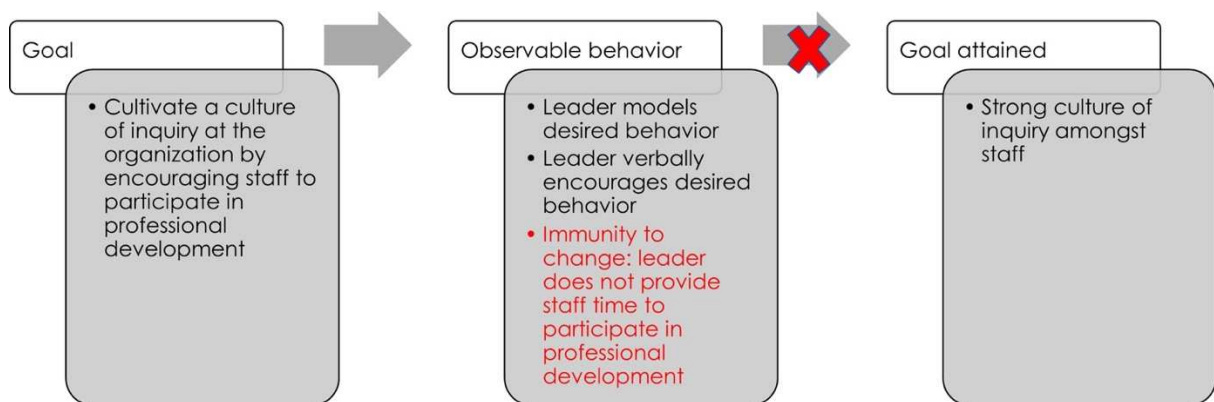 Goal
• Cultivate a culture
of inquiry at the
organization by
encouraging staff to
participate in
professional
development
Observable behavior
• Leader models
desired behavior
• Leader verbally
encourages desired
behavior
• Immunity to
change: leader
does not provide
staff time to
participate in
professional
development
Goal attained
• Strong culture of
inquiry amongst
staff